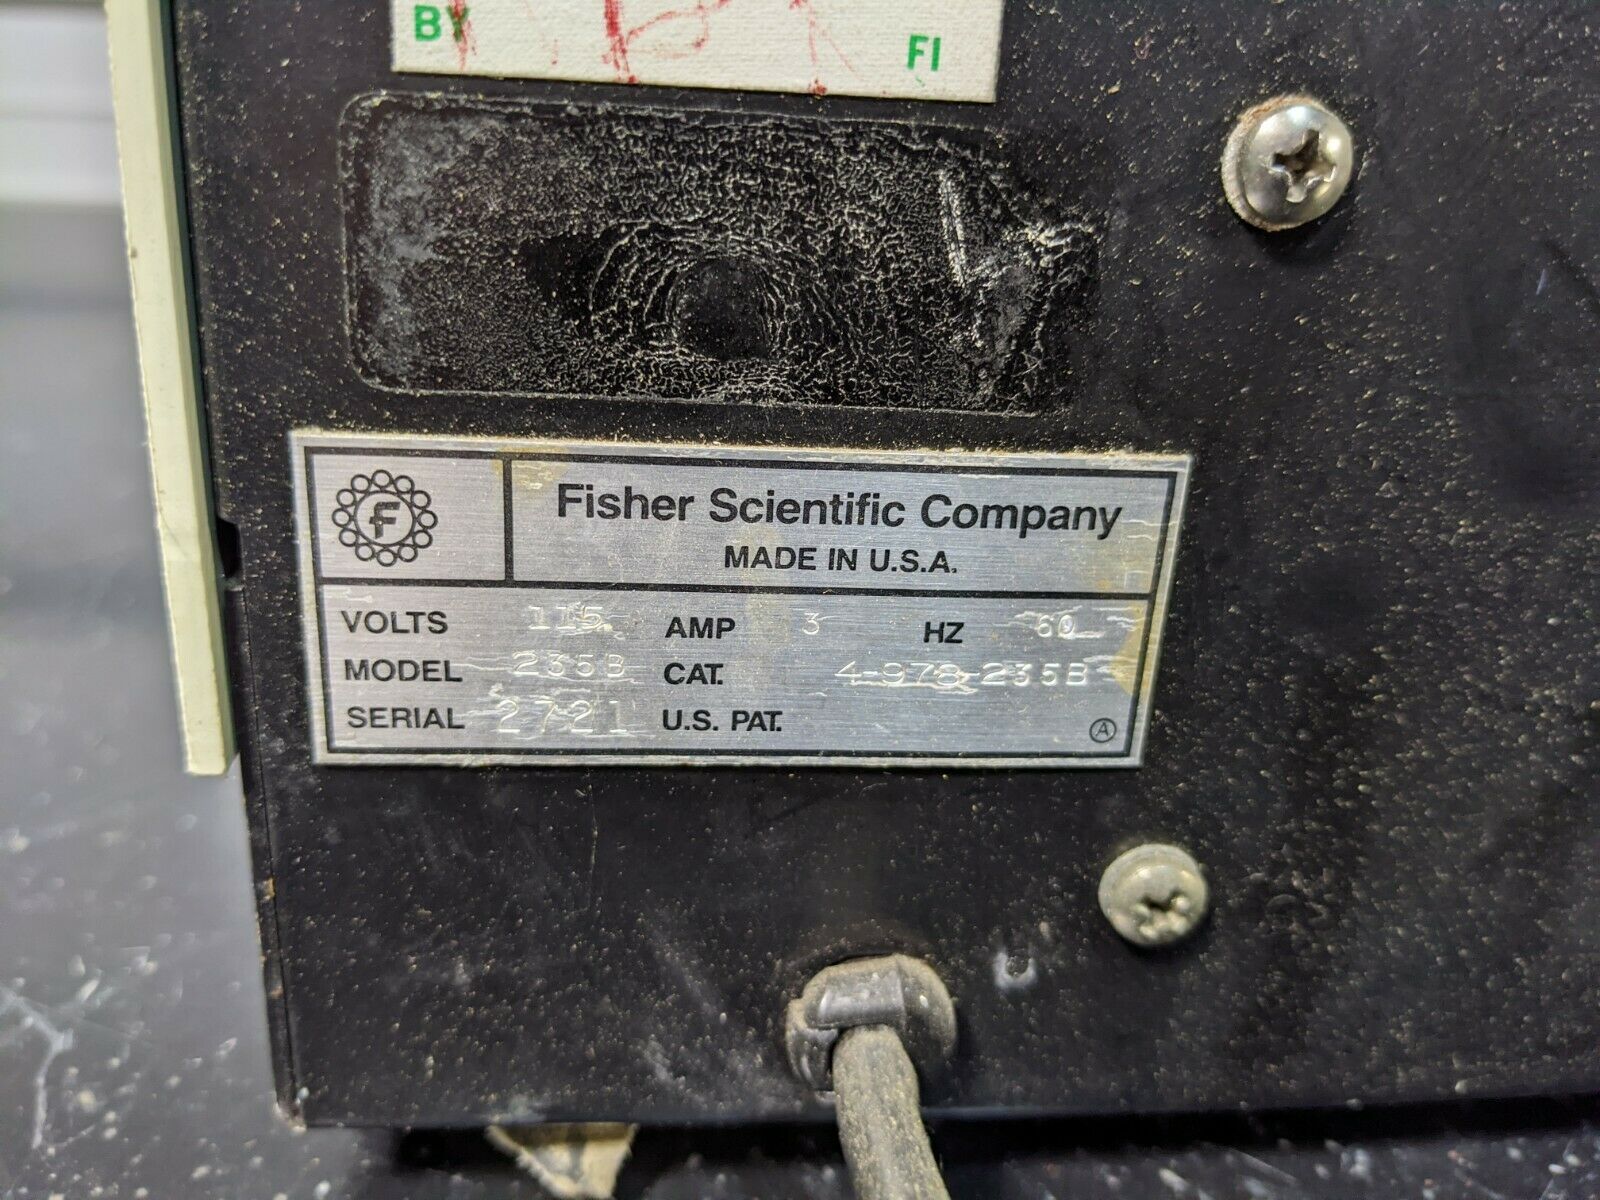 BY
FI
F
Fisher Scientific Company
MADE IN U.S.A.
VOLTS 115 AMP 3 HZ 60
MODEL 235B CAT. 4-978-235B
SERIAL 2721 U.S. PAT.
A